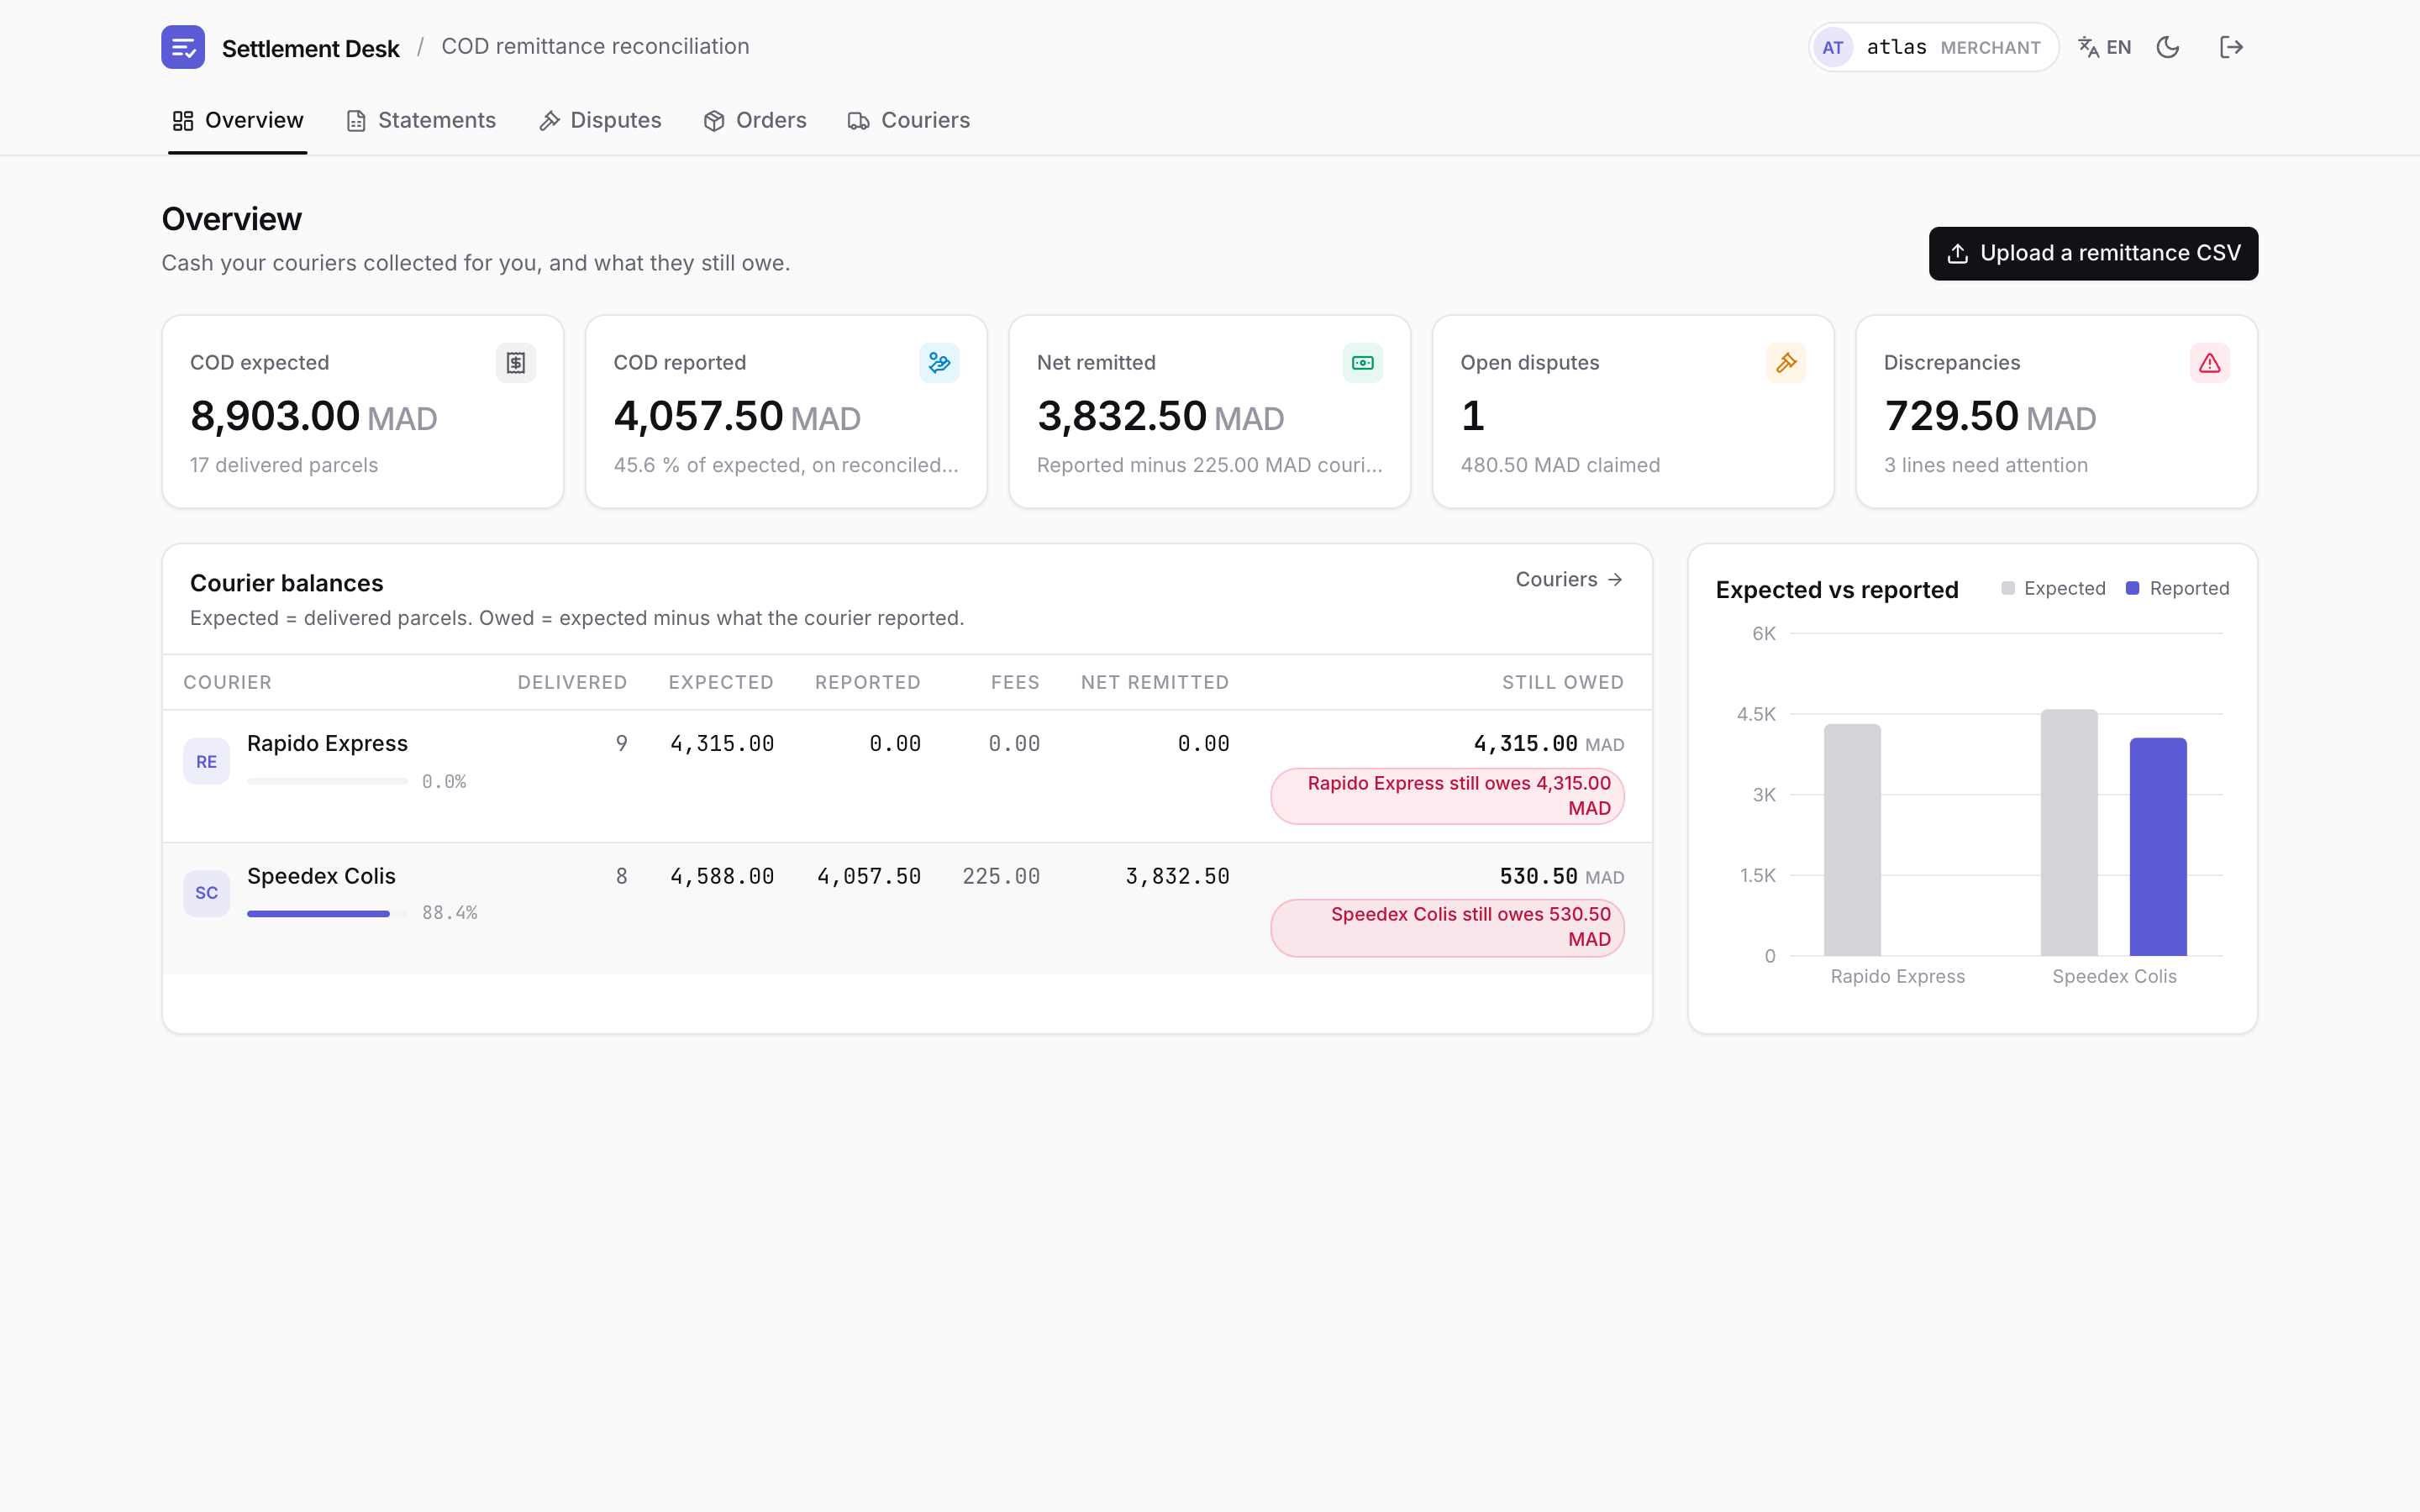 Settlement Desk / COD remittance reconciliation
AT atlas MERCHANT EN
Overview Statements Disputes Orders Couriers
Overview
Cash your couriers collected for you, and what they still owe.
Upload a remittance CSV
COD expected
8,903.00 MAD
17 delivered parcels
COD reported
4,057.50 MAD
45.6 % of expected, on reconciled...
Net remitted
3,832.50 MAD
Reported minus 225.00 MAD couri...
Open disputes
1
480.50 MAD claimed
Discrepancies
729.50 MAD
3 lines need attention
Courier balances
Couriers →
Expected = delivered parcels. Owed = expected minus what the courier reported.
COURIER DELIVERED EXPECTED REPORTED FEES NET REMITTED STILL OWED
RE Rapido Express 9 4,315.00 0.00 0.00 0.00 4,315.00 MAD
0.0%
Rapido Express still owes 4,315.00
MAD
SC Speedex Colis 8 4,588.00 4,057.50 225.00 3,832.50 530.50 MAD
88.4%
Speedex Colis still owes 530.50
MAD
Expected vs reported
Expected Reported
6K
4.5K
3K
1.5K
0
Rapido Express Speedex Colis